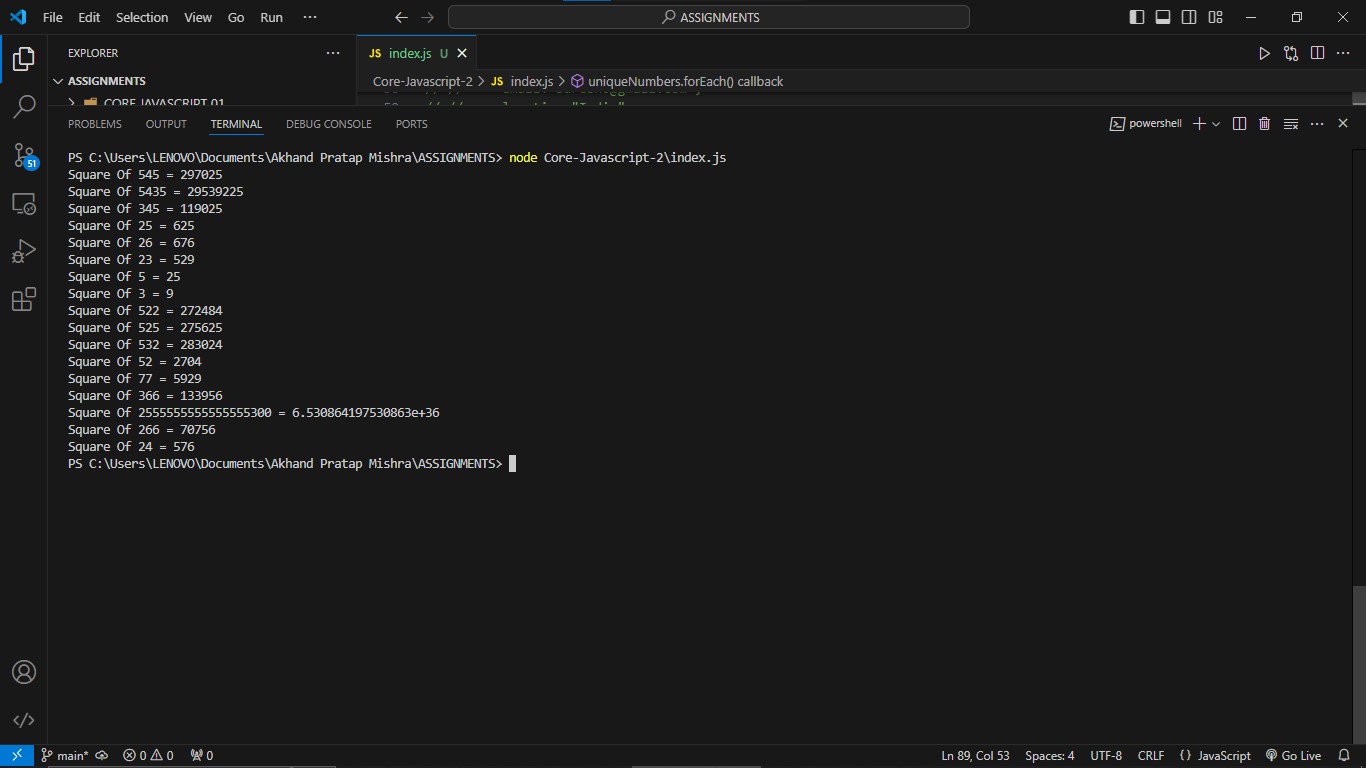 File Edit Selection View Go Run ···
ASSIGNMENTS
EXPLORER
JS index.js U
ASSIGNMENTS
Core-Javascript-2 > JS index.js > uniqueNumbers.forEach() callback
CORE JAVASCRIPT 01
PROBLEMS OUTPUT TERMINAL DEBUG CONSOLE PORTS
powershell
PS C:\Users\LENOVO\Documents\Akhand Pratap Mishra\ASSIGNMENTS> node Core-Javascript-2\index.js
Square Of 545 = 297025
Square Of 5435 = 29539225
Square Of 345 = 119025
Square Of 25 = 625
Square Of 26 = 676
Square Of 23 = 529
Square Of 5 = 25
Square Of 3 = 9
Square Of 522 = 272484
Square Of 525 = 275625
Square Of 532 = 283024
Square Of 52 = 2704
Square Of 77 = 5929
Square Of 366 = 133956
Square Of 2555555555555555300 = 6.530864197530863e+36
Square Of 266 = 70756
Square Of 24 = 576
PS C:\Users\LENOVO\Documents\Akhand Pratap Mishra\ASSIGNMENTS>
51
main* 0 0 0 Ln 89, Col 53 Spaces: 4 UTF-8 CRLF {} JavaScript Go Live